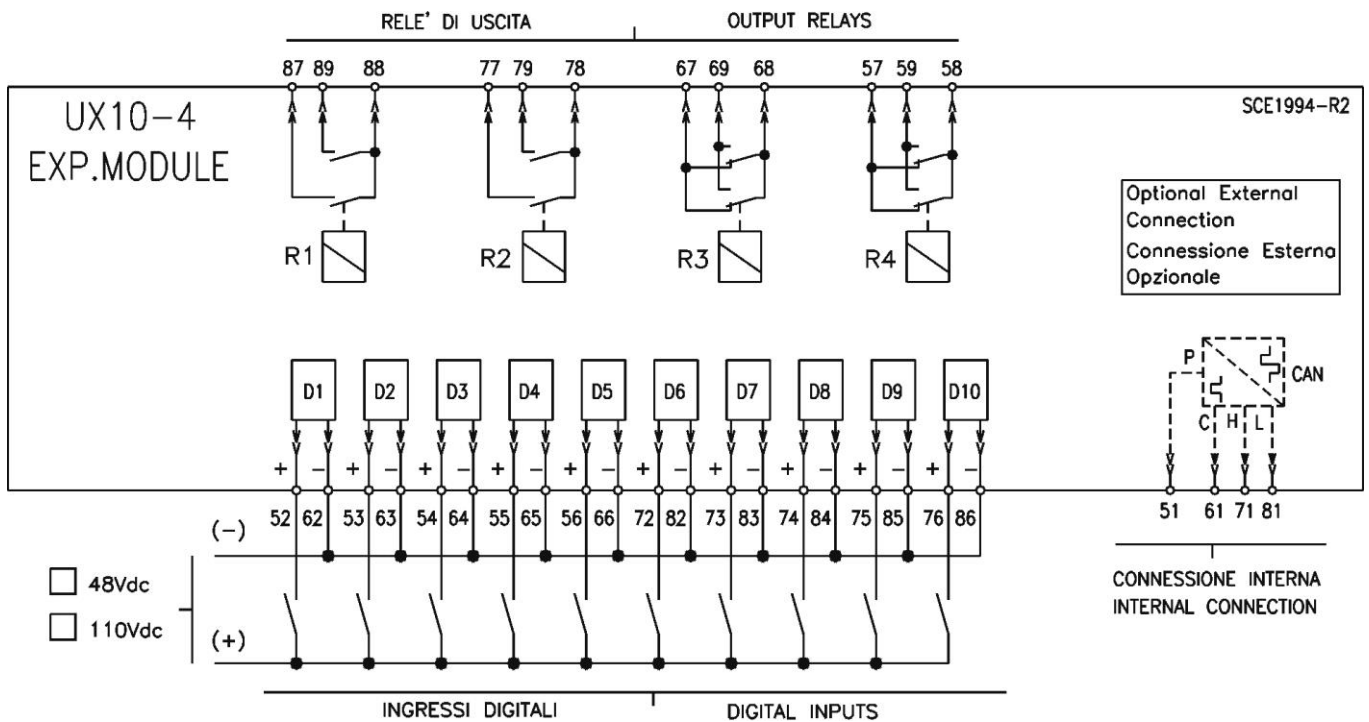 RELE' DI USCITA OUTPUT RELAYS
87 89 88 77 79 78 67 69 68 57 59 58
UX10-4
EXP.MODULE
SCE1994-R2
Optional External
Connection
Connessione Esterna
Opzionale
R1 R2 R3 R4
P
CAN
C H L
D1 D2 D3 D4 D5 D6 D7 D8 D9 D10
+ - + - + - + - + - + - + - + - + - + -
52 62 53 63 54 64 55 65 56 66 72 82 73 83 74 84 75 85 76 86
51 61 71 81
(-)
48Vdc
110Vdc
(+)
CONNESSIONE INTERNA
INTERNAL CONNECTION
INGRESSI DIGITALI DIGITAL INPUTS